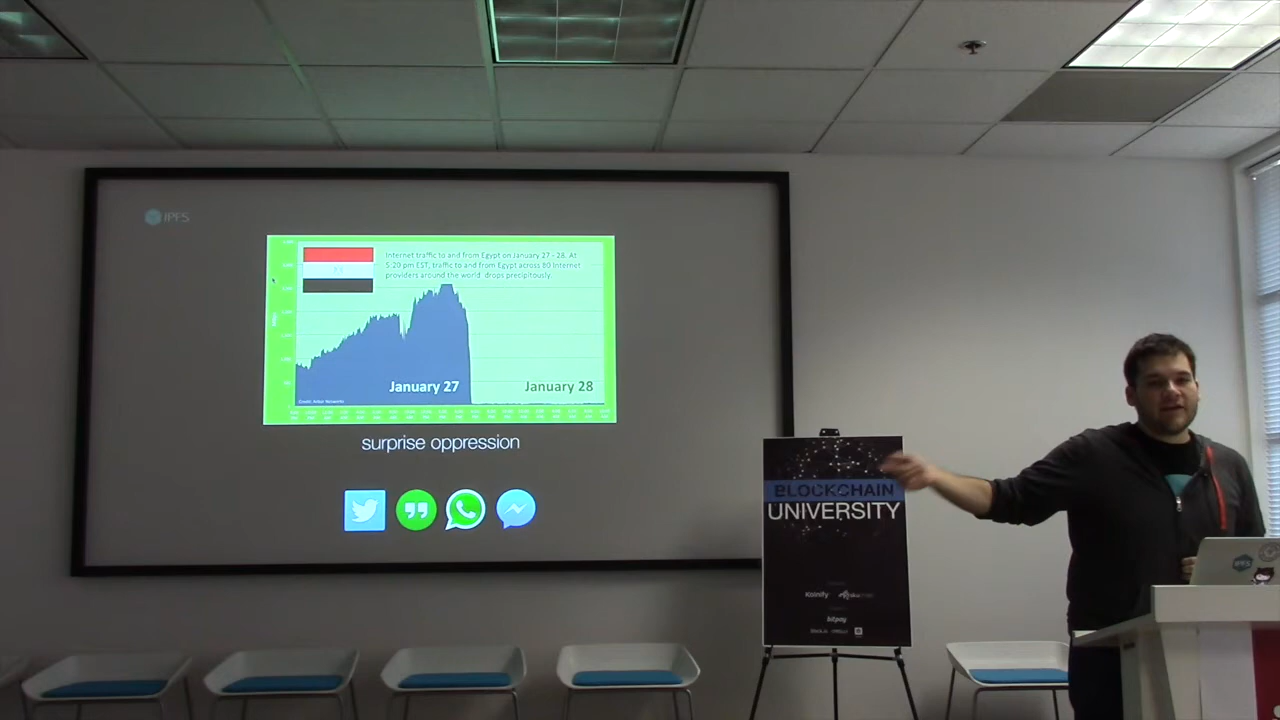 IPFS
Internet traffic to and from Egypt on January 27 - 28. At
5:20 pm EST, traffic to and from Egypt across 80 Internet
providers around the world drops precipitously.
January 27
January 28
surprise oppression
BLOCKCHAIN
UNIVERSITY
Koinify
bitpay
IPFS